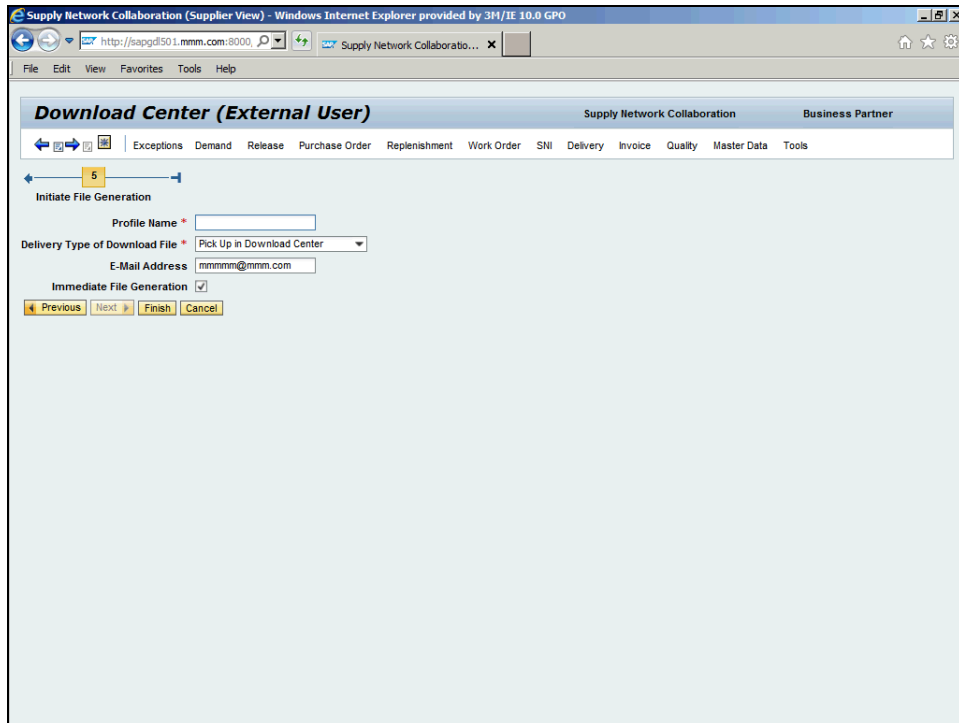 Supply Network Collaboration (Supplier View) - Windows Internet Explorer provided by 3M/IE 10.0 GPO
http://sapgdl501.mmm.com:8000,
Supply Network Collaboratio...
File Edit View Favorites Tools Help
Download Center (External User) Supply Network Collaboration Business Partner
Exceptions Demand Release Purchase Order Replenishment Work Order SNI Delivery Invoice Quality Master Data Tools
5
Initiate File Generation
Profile Name *
Delivery Type of Download File * Pick Up in Download Center
E-Mail Address mmmmm@mmm.com
Immediate File Generation
Previous Next Finish Cancel